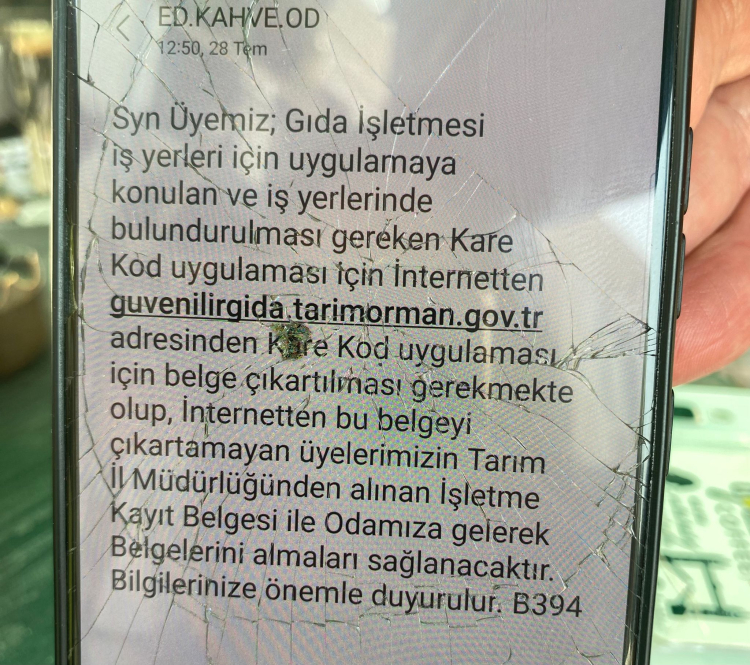 ED.KAHVE.OD
12:50, 28 Tem
Syn Üyemiz; Gıda İşletmesi
iş yerleri için uygulamaya
konulan ve iş yerlerinde
bulundurulması gereken Kare
Kod uygulaması için İnternetten
guvenilirgida.tarimorman.gov.tr
adresinden Kare Kod uygulaması
için belge çıkartılması gerekmekte
olup, İnternetten bu belgeyi
çıkartamayan üyelerimizin Tarım
İl Müdürlüğünden alınan İşletme
Kayıt Belgesi ile Odamıza gelerek
Belgelerini almaları sağlanacaktır.
Bilgilerinize önemle duyurulur. B394